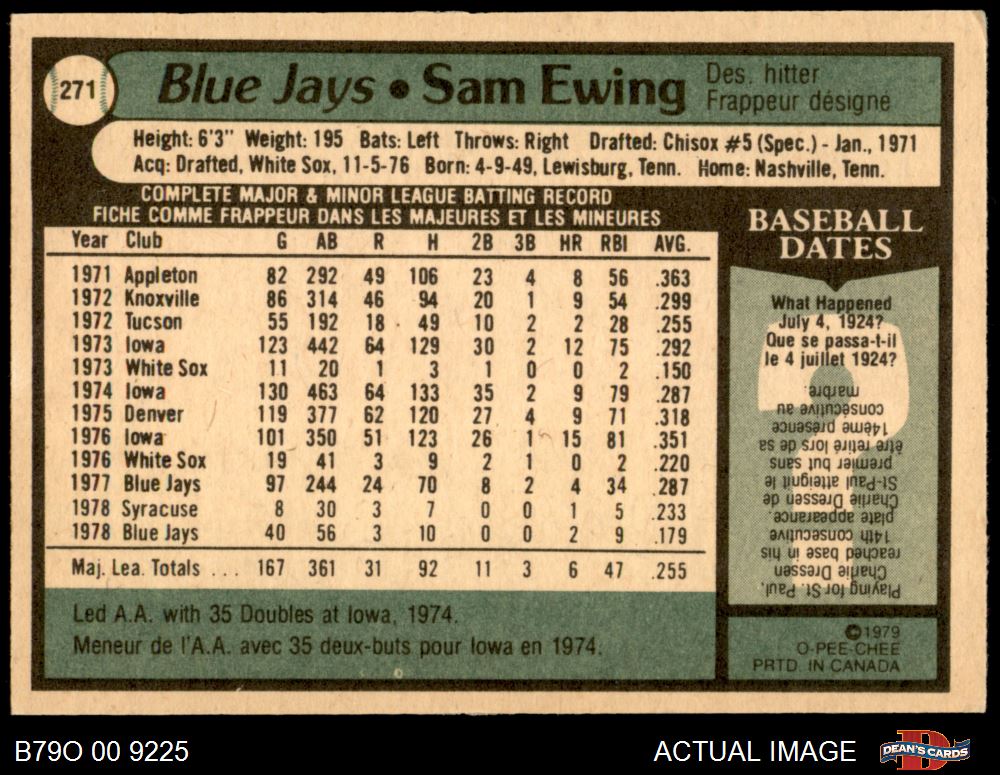 271
Blue Jays • Sam Ewing
Des. hitter
Frappeur désigné
Height: 6'3" Weight: 195 Bats: Left Throws: Right Drafted: Chisox #5 (Spec.) - Jan., 1971
Acq: Drafted, White Sox, 11-5-76 Born: 4-9-49, Lewisburg, Tenn. Home: Nashville, Tenn.
COMPLETE MAJOR & MINOR LEAGUE BATTING RECORD
FICHE COMME FRAPPEUR DANS LES MAJEURES ET LES MINEURES
Year Club G AB R H 2B 3B HR RBI AVG.
1971 Appleton 82 292 49 106 23 4 8 56 .363
1972 Knoxville 86 314 46 94 20 1 9 54 .299
1972 Tucson 55 192 18 49 10 2 2 28 .255
1973 Iowa 123 442 64 129 30 2 12 75 .292
1973 White Sox 11 20 1 3 1 0 0 2 .150
1974 Iowa 130 463 64 133 35 2 9 79 .287
1975 Denver 119 377 62 120 27 4 9 71 .318
1976 Iowa 101 350 51 123 26 1 15 81 .351
1976 White Sox 19 41 3 9 2 1 0 2 .220
1977 Blue Jays 97 244 24 70 8 2 4 34 .287
1978 Syracuse 8 30 3 7 0 0 1 5 .233
1978 Blue Jays 40 56 3 10 0 0 2 9 .179
Maj. Lea. Totals ... 167 361 31 92 11 3 6 47 .255
Led A.A. with 35 Doubles at Iowa, 1974.
Meneur de l'A.A. avec 35 deux-buts pour Iowa en 1974.
BASEBALL
DATES
What Happened
July 4, 1924?
Que se passa-t-il
le 4 juillet 1924?
Playing for St. Paul,
Charlie Dressen
reached base in his
14th consecutive
plate appearance.
Charlie Dressen de
St-Paul atteignit le
premier but sans
être retiré lors de sa
14ème présence
consécutive au
marbre.
©1979
O-PEE-CHEE
PRTD. IN CANADA
B79O 00 9225
ACTUAL IMAGE
D
DEAN'S CARDS